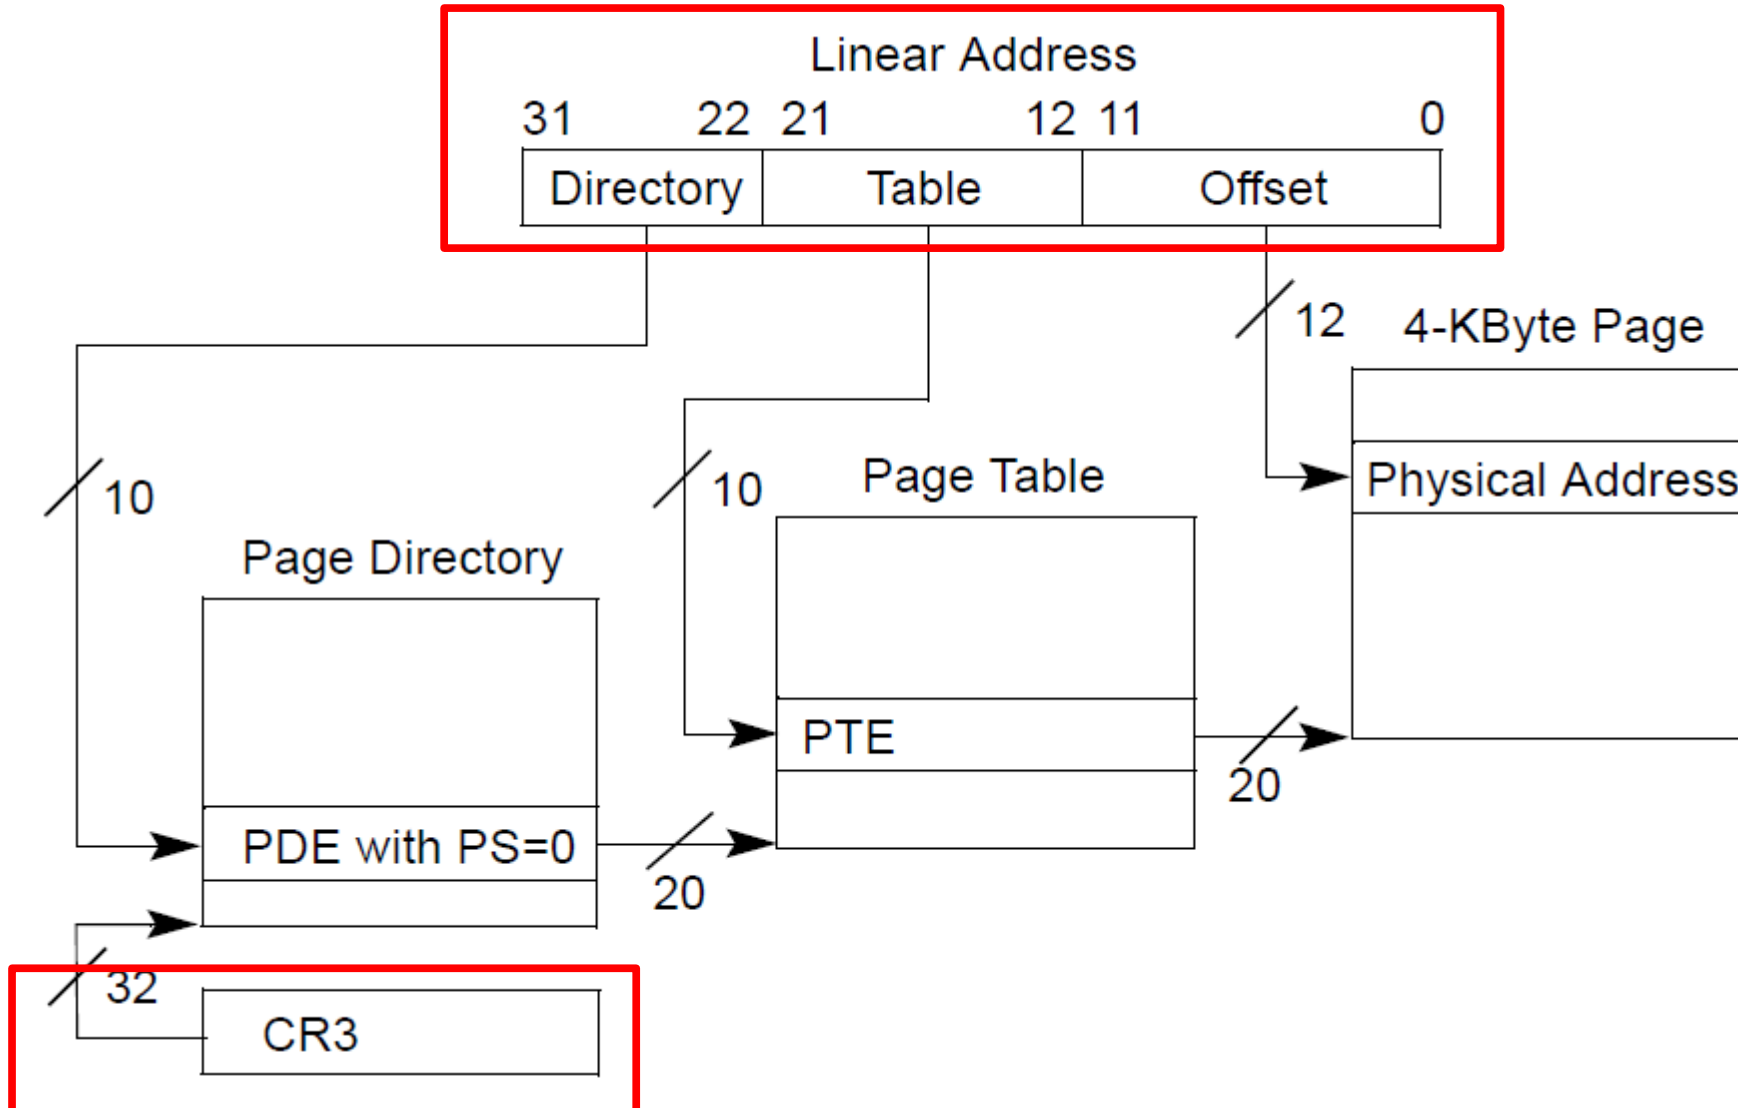 Linear Address
31 22 21 12 11 0
Directory Table Offset
12
4-KByte Page
10
10
Page Table
Physical Address
Page Directory
PTE
20
PDE with PS=0
20
32
CR3